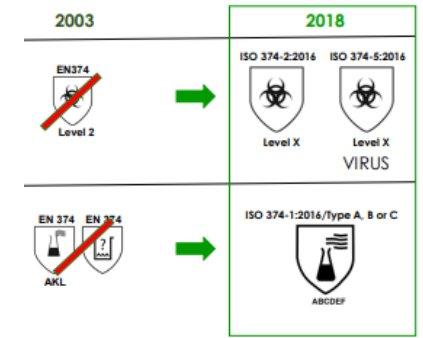 2003
2018
EN374
Level 2
ISO 374-2:2016
ISO 374-5:2016
Level X
Level X
VIRUS
EN 374
EN 374
?
AKL
ISO 374-1:2016/Type A, B or C
ABCDEF